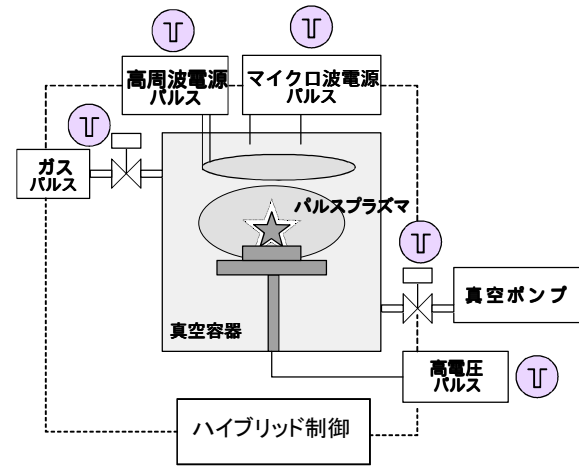 高周波電源
パルス
マイクロ波電源
パルス
ガス
パルス
パルスプラズマ
真空ポンプ
真空容器
高電圧
パルス
ハイブリッド制御